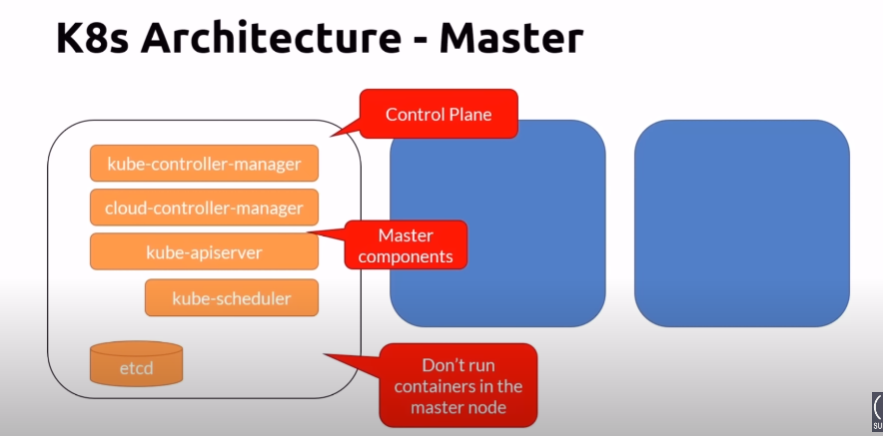 K8s Architecture - Master
Control Plane
kube-controller-manager
cloud-controller-manager
kube-apiserver
Master
components
kube-scheduler
etcd
Don't run
containers in the
master node
SU